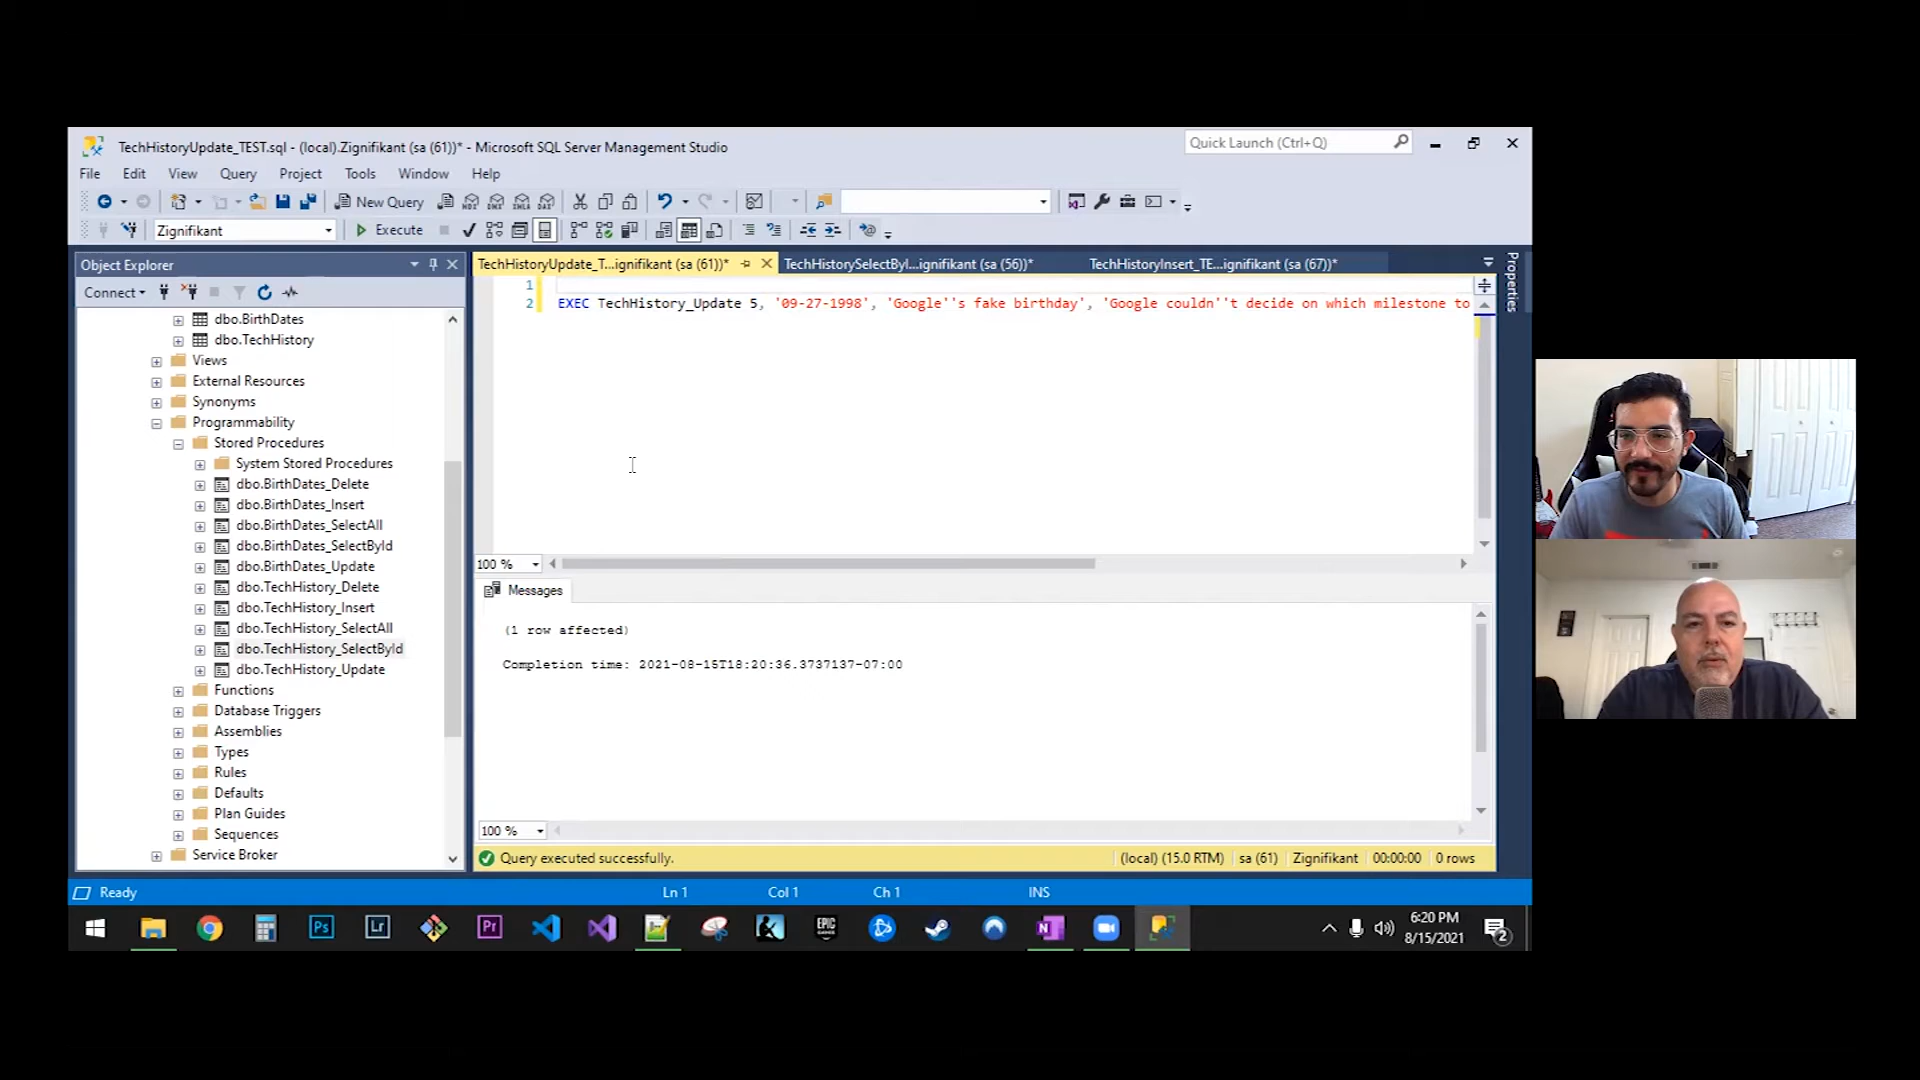 TechHistoryUpdate_TEST.sql - (local).Zignifikant (sa (61))* - Microsoft SQL Server Management Studio
Quick Launch (Ctrl+Q)
File Edit View Query Project Tools Window Help
New Query
Zignifikant
Execute
Object Explorer
TechHistoryUpdate_T...ignifikant (sa (61))*
TechHistorySelectByI...ignifikant (sa (56))*
TechHistoryInsert_TE...ignifikant (sa (67))*
Properties
Connect
1
2 EXEC TechHistory_Update 5, '09-27-1998', 'Google''s fake birthday', 'Google couldn''t decide on which milestone to
dbo.BirthDates
dbo.TechHistory
Views
External Resources
Synonyms
Programmability
Stored Procedures
System Stored Procedures
dbo.BirthDates_Delete
dbo.BirthDates_Insert
dbo.BirthDates_SelectAll
dbo.BirthDates_SelectById
dbo.BirthDates_Update
dbo.TechHistory_Delete
dbo.TechHistory_Insert
dbo.TechHistory_SelectAll
dbo.TechHistory_SelectById
dbo.TechHistory_Update
Functions
Database Triggers
Assemblies
Types
Rules
Defaults
Plan Guides
Sequences
Service Broker
100 %
Messages
(1 row affected)
Completion time: 2021-08-15T18:20:36.3737137-07:00
100 %
Query executed successfully.
(local) (15.0 RTM) sa (61) Zignifikant 00:00:00 0 rows
Ready
Ln 1 Col 1 Ch 1 INS
Ps
Lr
Pr
EPIC GAMES
N
6:20 PM
8/15/2021
2